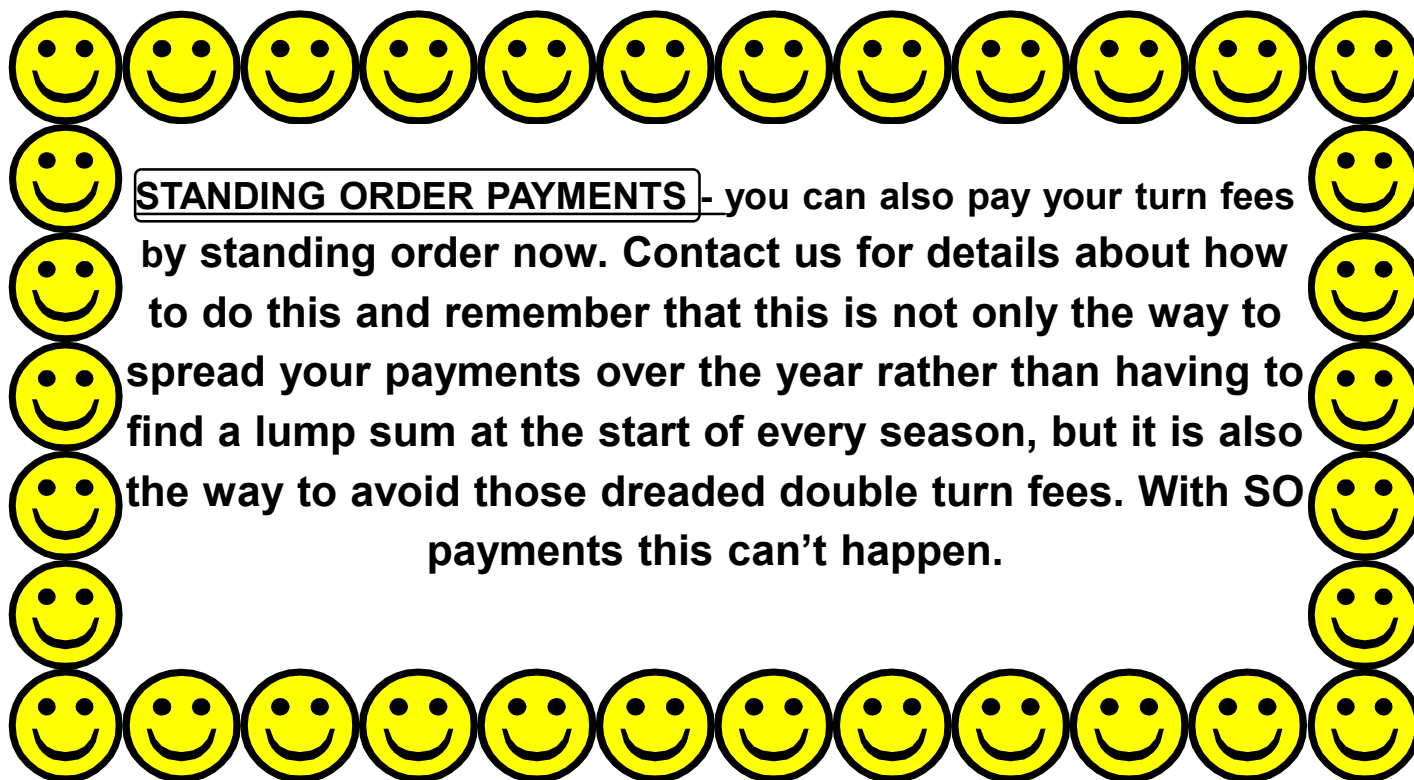 STANDING ORDER PAYMENTS - you can also pay your turn fees
by standing order now. Contact us for details about how
to do this and remember that this is not only the way to
spread your payments over the year rather than having to
find a lump sum at the start of every season, but it is also
the way to avoid those dreaded double turn fees. With SO
payments this can’t happen.